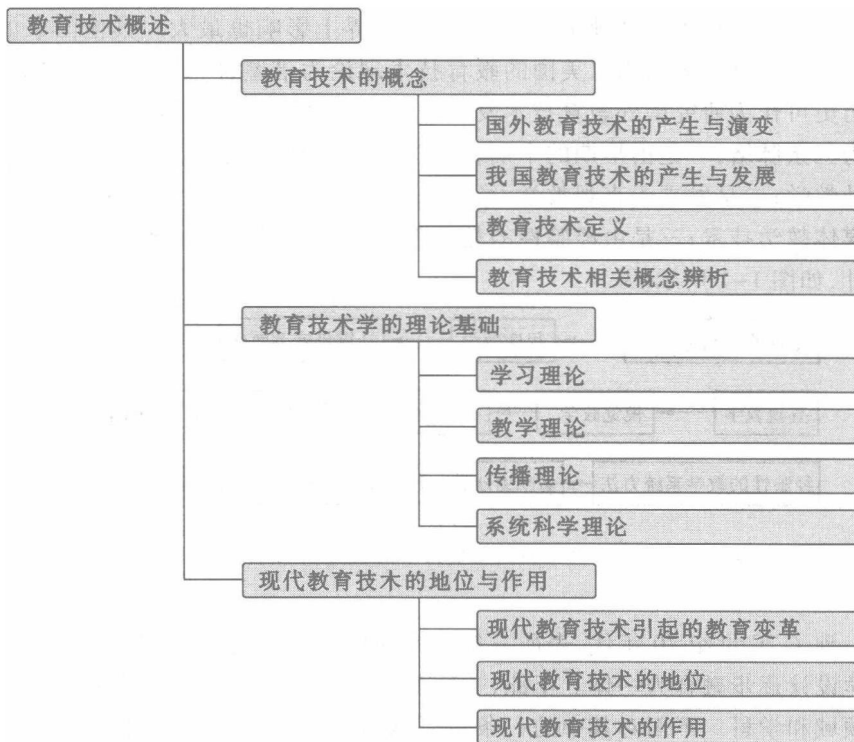 教育技术概述
教育技术的概念
国外教育技术的产生与演变
我国教育技术的产生与发展
教育技术定义
教育技术相关概念辨析
教育技术学的理论基础
学习理论
教学理论
传播理论
系统科学理论
现代教育技术的地位与作用
现代教育技术引起的教育变革
现代教育技术的地位
现代教育技术的作用